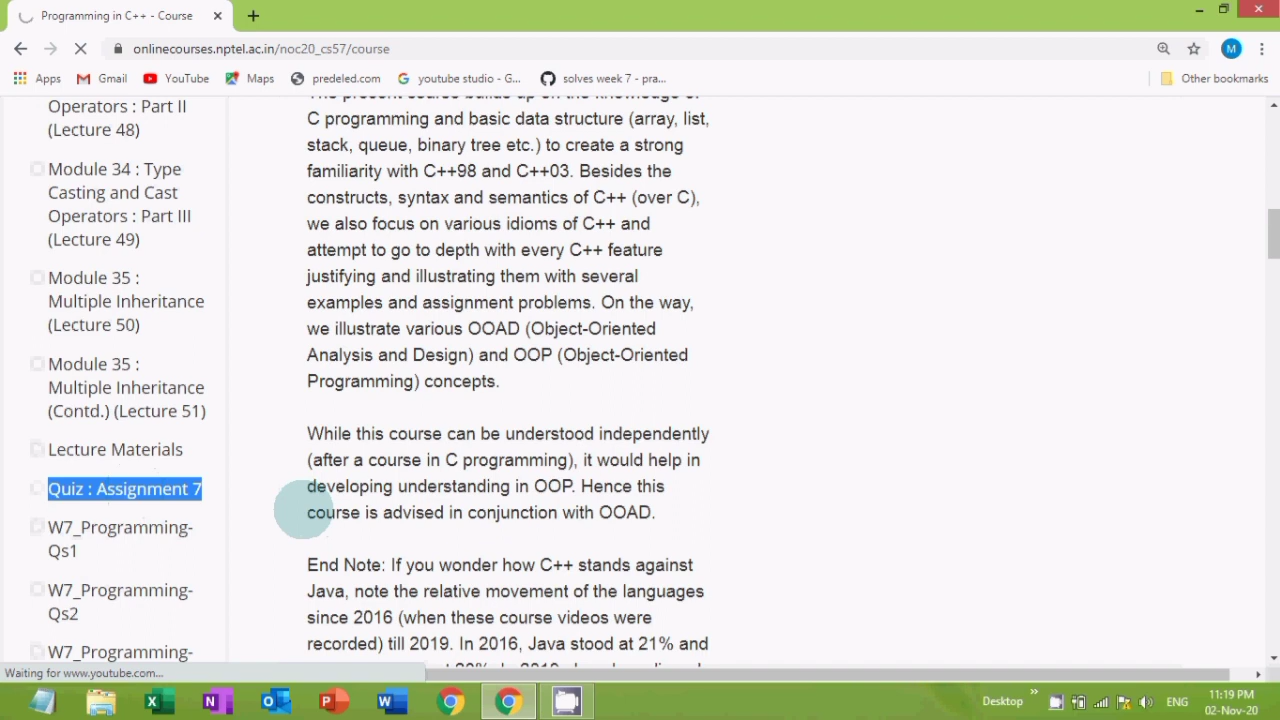 Programming in C++ - Course
onlinecourses.nptel.ac.in/noc20_cs57/course
M
Apps
Gmail
YouTube
Maps
predeled.com
youtube studio - G...
solves week 7 - pra...
Other bookmarks
Operators : Part II
(Lecture 48)
Module 34 : Type
Casting and Cast
Operators : Part III
(Lecture 49)
Module 35 :
Multiple Inheritance
(Lecture 50)
Module 35 :
Multiple Inheritance
(Contd.) (Lecture 51)
Lecture Materials
Quiz : Assignment 7
W7_Programming-
Qs1
W7_Programming-
Qs2
W7_Programming-
The present course builds up on the knowledge of
C programming and basic data structure (array, list,
stack, queue, binary tree etc.) to create a strong
familiarity with C++98 and C++03. Besides the
constructs, syntax and semantics of C++ (over C),
we also focus on various idioms of C++ and
attempt to go to depth with every C++ feature
justifying and illustrating them with several
examples and assignment problems. On the way,
we illustrate various OOAD (Object-Oriented
Analysis and Design) and OOP (Object-Oriented
Programming) concepts.
While this course can be understood independently
(after a course in C programming), it would help in
developing understanding in OOP. Hence this
course is advised in conjunction with OOAD.
End Note: If you wonder how C++ stands against
Java, note the relative movement of the languages
since 2016 (when these course videos were
recorded) till 2019. In 2016, Java stood at 21% and
Waiting for www.youtube.com...
Desktop
ENG
11:19 PM
02-Nov-20